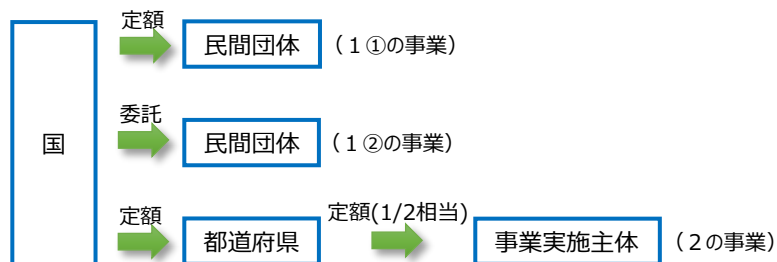 定額
民間団体 （１①の事業）
委託
国 民間団体 （１②の事業）
定額 定額(1/2相当)
都道府県 事業実施主体 （２の事業）